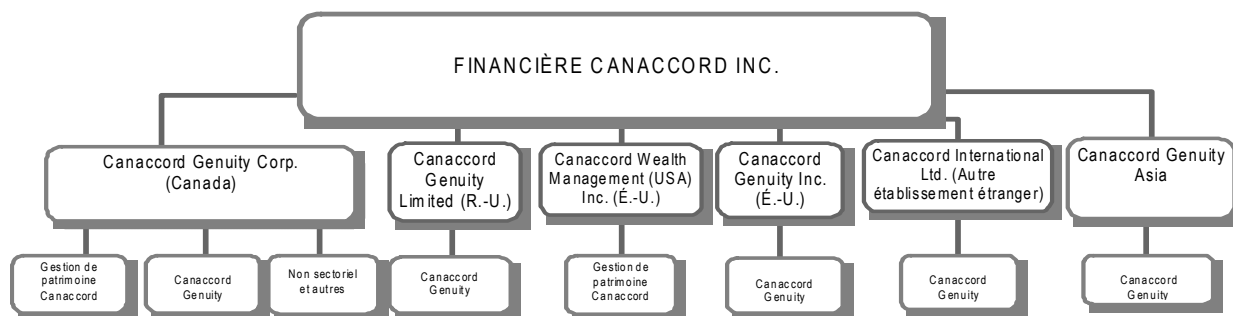 FINANCIÈRE CANACCORD INC.
Canaccord Genuity Corp.
(Canada)
Canaccord
Genuity
Limited (R.-U.)
Canaccord Wealth
Management (USA)
Inc. (É.-U.)
Canaccord
Genuity Inc.
(É.-U.)
Canaccord International
Ltd. (Autre
établissement étranger)
Canaccord Genuity
Asia
Gestion de
patrimoine
Canaccord
Canaccord
Genuity
Non sectoriel
et autres
Canaccord
Genuity
Gestion de
patrimoine
Canaccord
Canaccord
Genuity
Canaccord
Genuity
Canaccord
Genuity